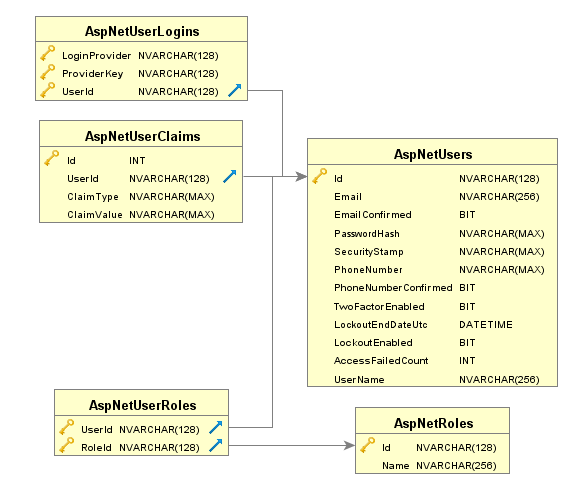 AspNetUserLogins
LoginProvider NVARCHAR(128)
ProviderKey NVARCHAR(128)
UserId NVARCHAR(128)
AspNetUserClaims
Id INT
UserId NVARCHAR(128)
ClaimType NVARCHAR(MAX)
ClaimValue NVARCHAR(MAX)
AspNetUsers
Id NVARCHAR(128)
Email NVARCHAR(256)
EmailConfirmed BIT
PasswordHash NVARCHAR(MAX)
SecurityStamp NVARCHAR(MAX)
PhoneNumber NVARCHAR(MAX)
PhoneNumberConfirmed BIT
TwoFactorEnabled BIT
LockoutEndDateUtc DATETIME
LockoutEnabled BIT
AccessFailedCount INT
UserName NVARCHAR(256)
AspNetUserRoles
UserId NVARCHAR(128)
RoleId NVARCHAR(128)
AspNetRoles
Id NVARCHAR(128)
Name NVARCHAR(256)